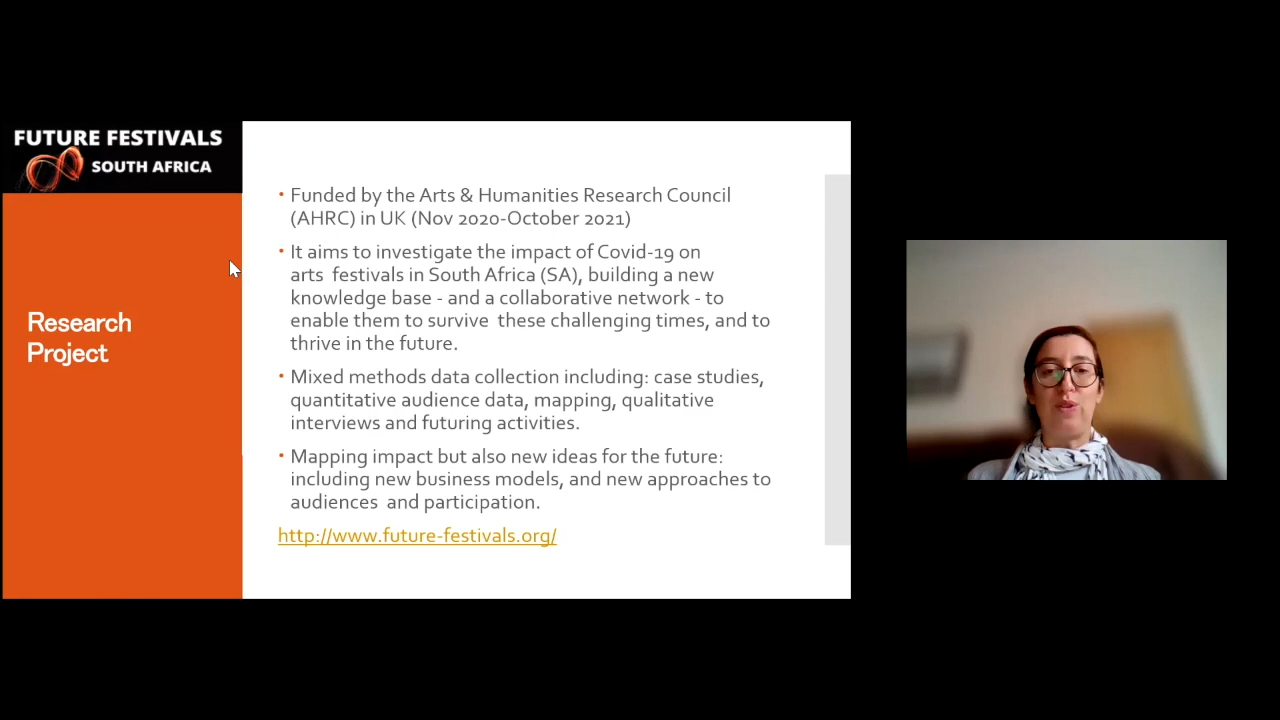 FUTURE FESTIVALS
SOUTH AFRICA
Research
Project
• Funded by the Arts & Humanities Research Council
(AHRC) in UK (Nov 2020-October 2021)
• It aims to investigate the impact of Covid-19 on
arts  festivals in South Africa (SA), building a new
knowledge base - and a collaborative network - to
enable them to survive  these challenging times, and to
thrive in the future.
• Mixed methods data collection including: case studies,
quantitative audience data, mapping, qualitative
interviews and futuring activities.
• Mapping impact but also new ideas for the future:
including new business models, and new approaches to
audiences  and participation.
http://www.future-festivals.org/